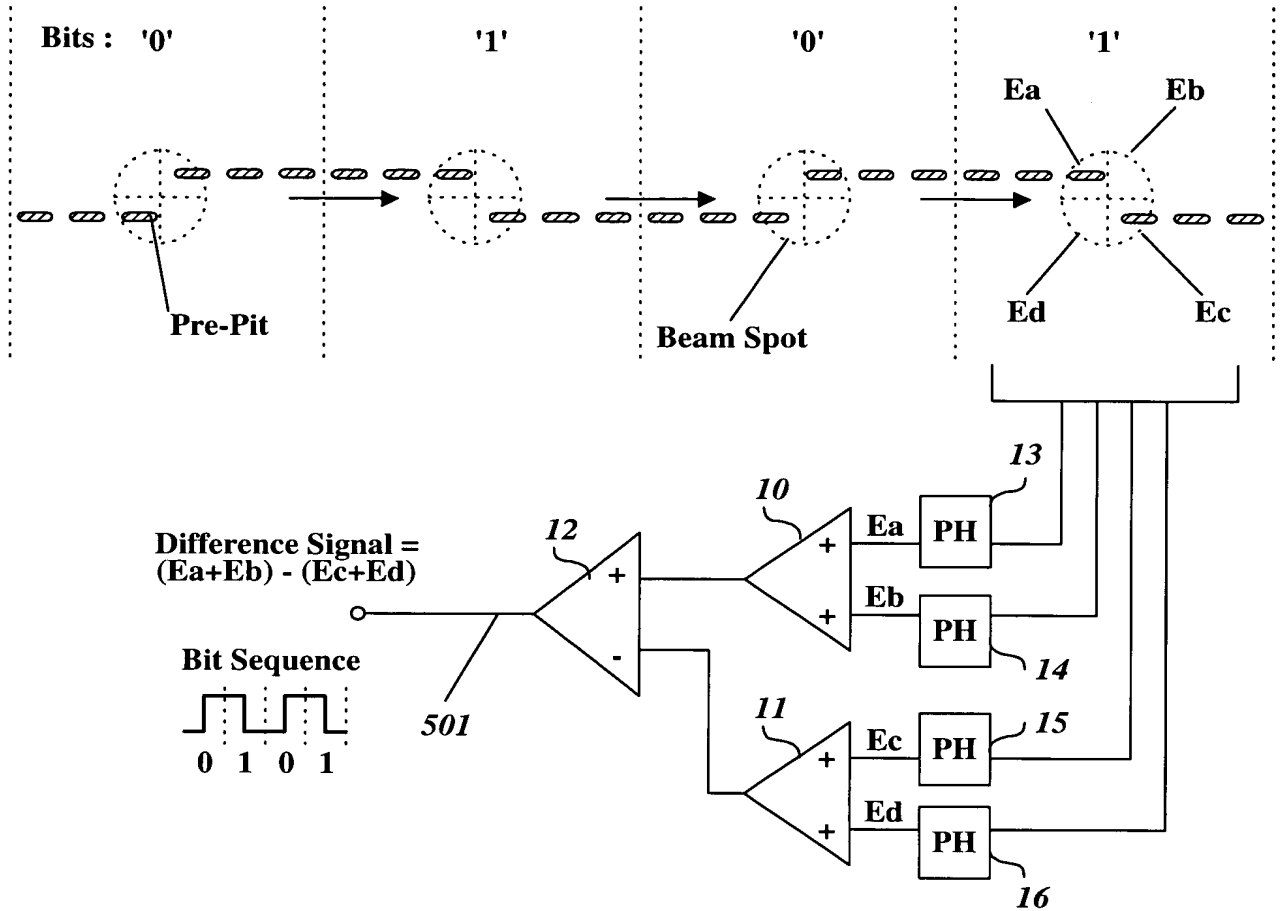 Bits : '0' '1' '0' '1'
Ea Eb
Pre-Pit
Beam Spot
Ed Ec
13
10
Ea PH
12
Difference Signal =
(Ea+Eb) - (Ec+Ed)
+ +
Eb PH
+
Bit Sequence
-
14
501
11
15
Ec PH
+
0 1 0 1
Ed PH
+
16